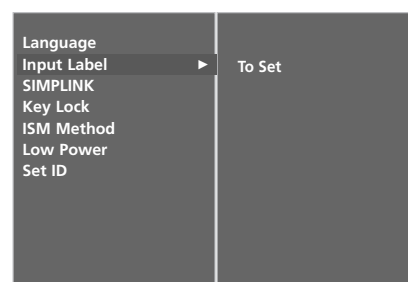 Language
Input Label ►
To Set
SIMPLINK
Key Lock
ISM Method
Low Power
Set ID